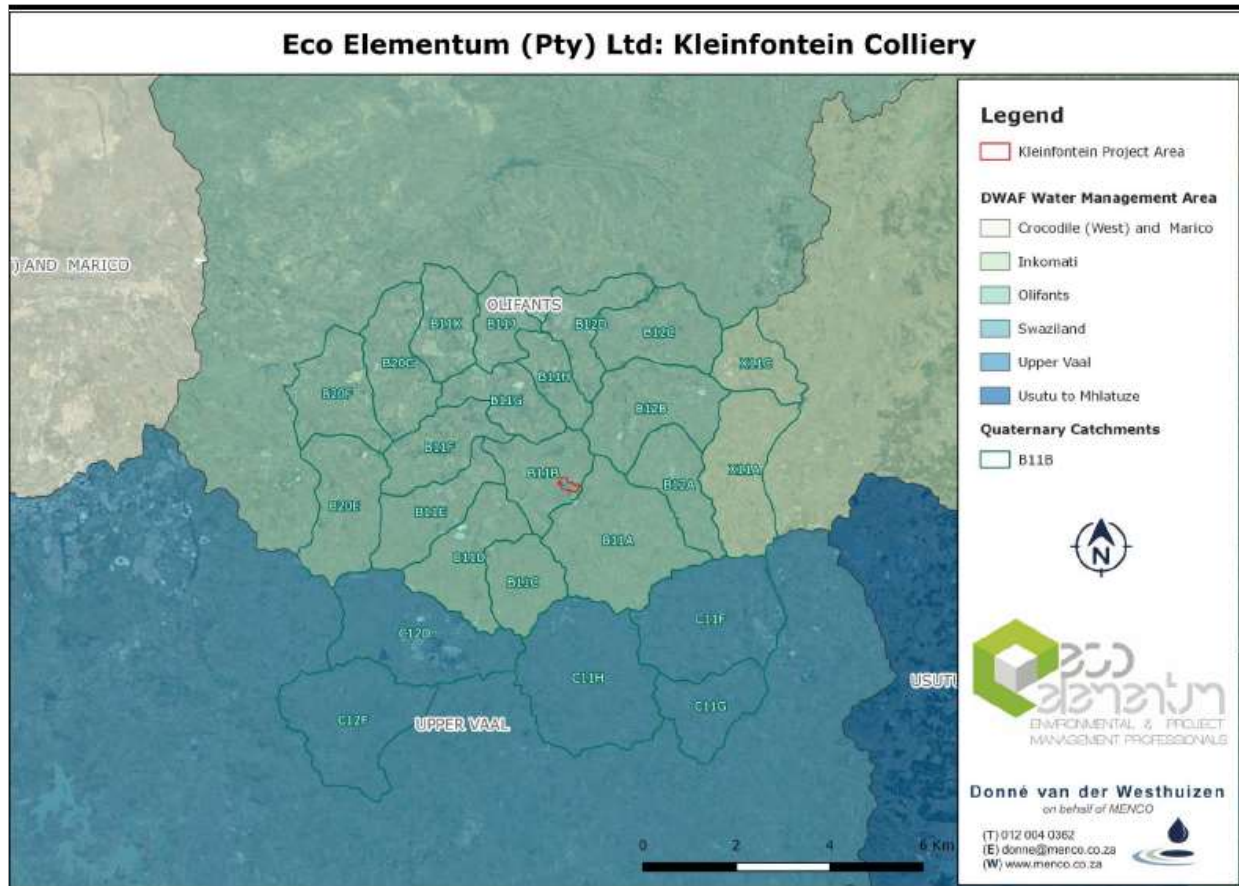 Eco Elementum (Pty) Ltd: Kleinfontein Colliery
) AND MARICO
OLIFANTS
B11K
B11J
B12D
B12C
B20F
X11C
B11H
B11G
B12B
B11F
B11B
X11A
B12A
B20E
B11E
B11A
B11D
B11C
C12D
C11F
C11H
C11G
C12F
UPPER VAAL
USUTU
0 2 4 6 Km
Legend
Kleinfontein Project Area
DWAF Water Management Area
Crocodile (West) and Marico
Inkomati
Olifants
Swaziland
Upper Vaal
Usutu to Mhlatuze
Quaternary Catchments
B11B
N
eco
elementum
ENVIRONMENTAL & PROJECT
MANAGEMENT PROFESSIONALS
Donné van der Westhuizen
on behalf of MENCO
(T) 012 004 0362
(E) donne@menco.co.za
(W) www.menco.co.za